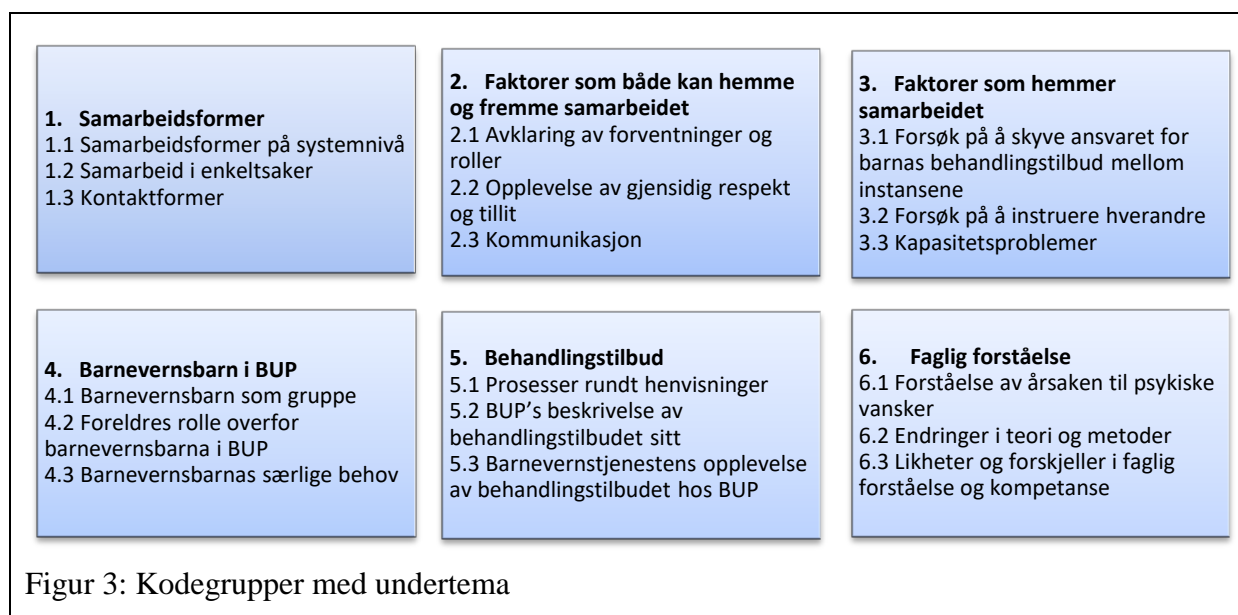 1. Samarbeidsformer
1.1 Samarbeidsformer på systemnivå
1.2 Samarbeid i enkeltsaker
1.3 Kontaktformer
2. Faktorer som både kan hemme
og fremme samarbeidet
2.1 Avklaring av forventninger og
roller
2.2 Opplevelse av gjensidig respekt
og tillit
2.3 Kommunikasjon
3. Faktorer som hemmer
samarbeidet
3.1 Forsøk på å skyve ansvaret for
barnas behandlingstilbud mellom
instansene
3.2 Forsøk på å instruere hverandre
3.3 Kapasitetsproblemer
4. Barnevernsbarn i BUP
4.1 Barnevernsbarn som gruppe
4.2 Foreldres rolle overfor
barnevernsbarna i BUP
4.3 Barnevernsbarnas særlige behov
5. Behandlingstilbud
5.1 Prosesser rundt henvisninger
5.2 BUP’s beskrivelse av
behandlingstilbudet sitt
5.3 Barnevernstjenestens opplevelse
av behandlingstilbudet hos BUP
6. Faglig forståelse
6.1 Forståelse av årsaken til psykiske
vansker
6.2 Endringer i teori og metoder
6.3 Likheter og forskjeller i faglig
forståelse og kompetanse
Figur 3: Kodegrupper med undertema